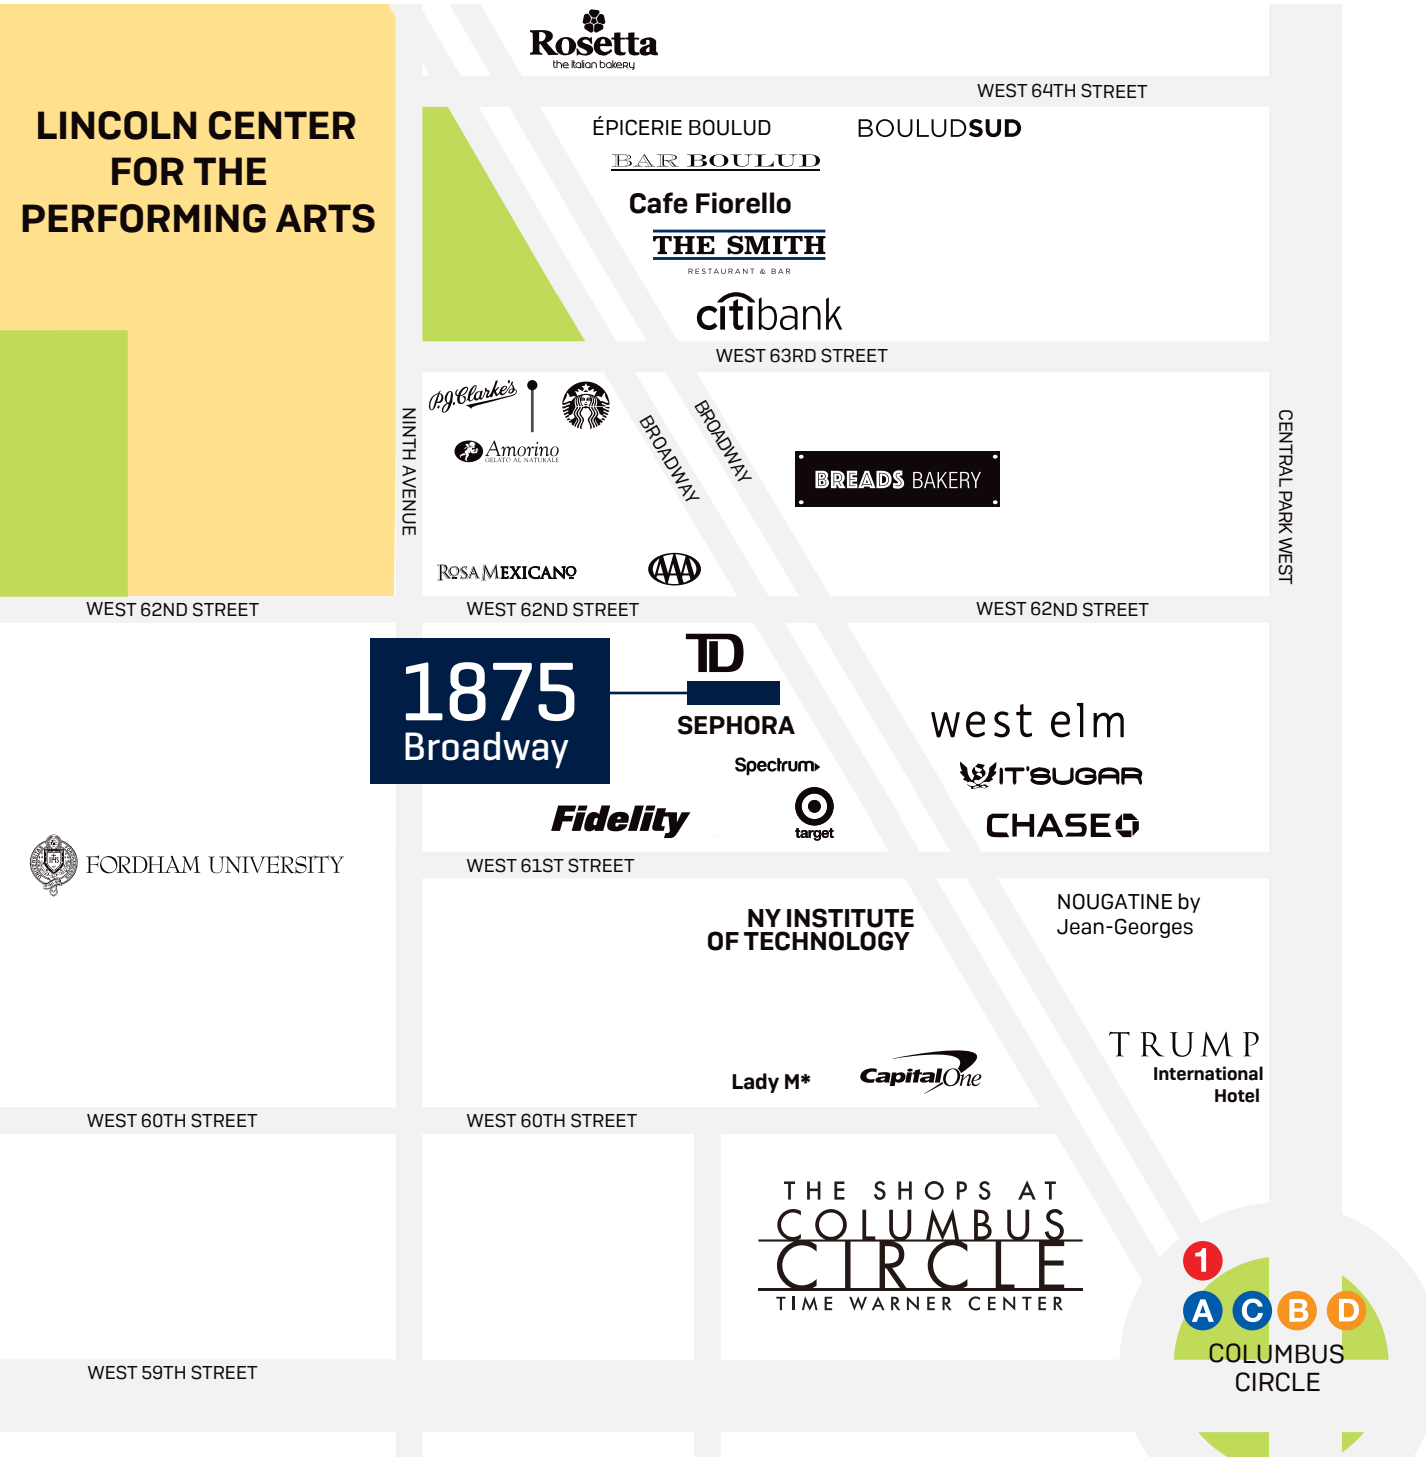 Rosetta
the italian bakery
WEST 64TH STREET
LINCOLN CENTER
FOR THE
PERFORMING ARTS
ÉPICERIE BOULUD
BOULUDSUD
BAR BOULUD
Cafe Fiorello
THE SMITH
RESTAURANT & BAR
citibank
WEST 63RD STREET
P.J. Clarke's
Amorino
GELATO AL NATURALE
NINTH AVENUE
BROADWAY
BROADWAY
BREADS BAKERY
CENTRAL PARK WEST
ROSA MEXICANO
AAA
WEST 62ND STREET
WEST 62ND STREET
WEST 62ND STREET
TD
1875
Broadway
SEPHORA
Spectrum
Fidelity
target
west elm
IT'SUGAR
CHASE
FORDHAM UNIVERSITY
WEST 61ST STREET
NY INSTITUTE
OF TECHNOLOGY
NOUGATINE by
Jean-Georges
Lady M*
Capital One
TRUMP
International
Hotel
WEST 60TH STREET
WEST 60TH STREET
THE SHOPS AT
COLUMBUS
CIRCLE
TIME WARNER CENTER
1
A C B D
COLUMBUS
CIRCLE
WEST 59TH STREET